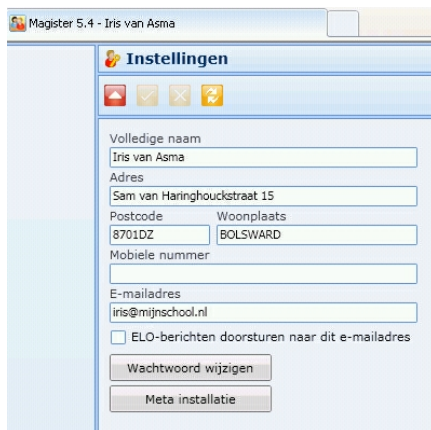 Magister 5.4 - Iris van Asma
Instellingen
Volledige naam
Iris van Asma
Adres
Sam van Haringhouckstraat 15
Postcode Woonplaats
8701DZ BOLSWARD
Mobiele nummer
E-mailadres
iris@mijnschool.nl
ELO-berichten doorsturen naar dit e-mailadres
Wachtwoord wijzigen
Meta installatie